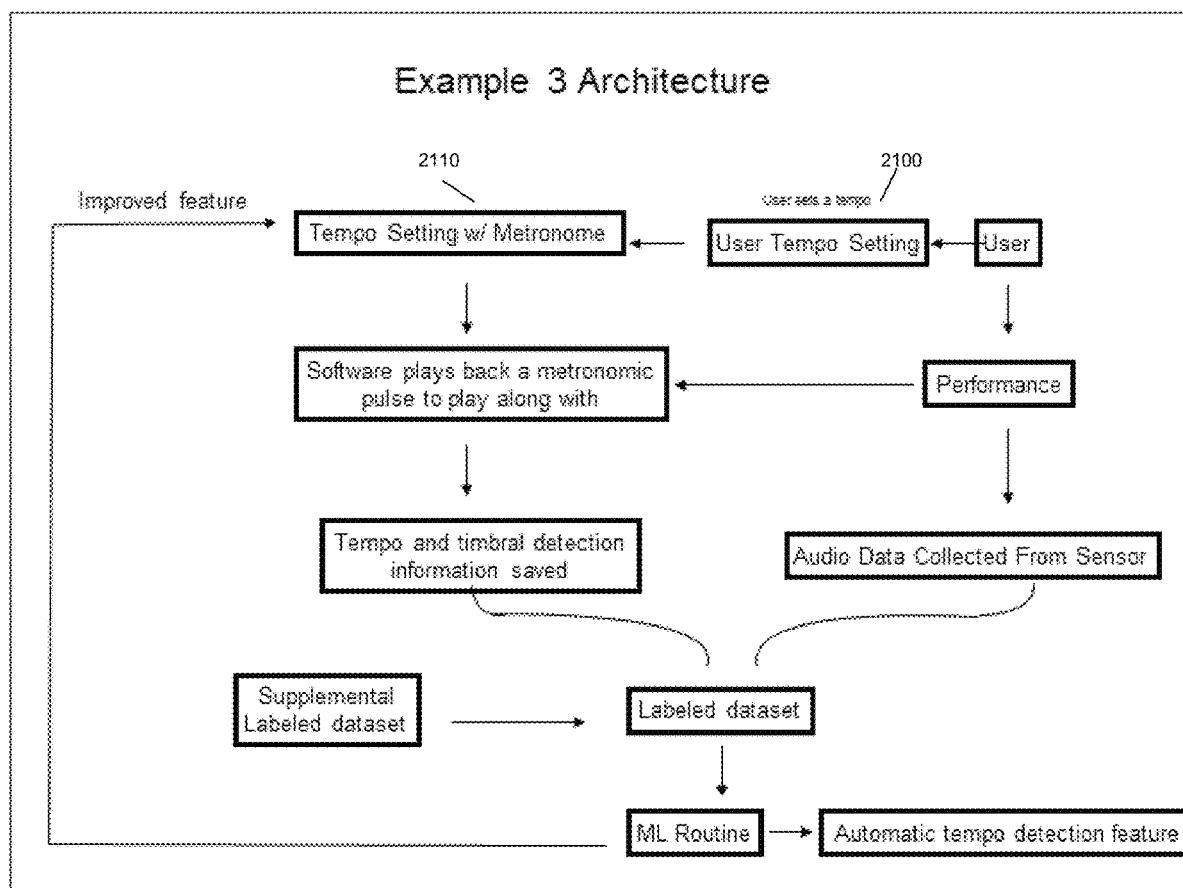 Example 3 Architecture
2110
2100
Improved feature
User sets a tempo
Tempo Setting w/ Metronome
User Tempo Setting
User
Software plays back a metronomic
pulse to play along with
Performance
Tempo and timbral detection
information saved
Audio Data Collected From Sensor
Supplemental
Labeled dataset
Labeled dataset
ML Routine
Automatic tempo detection feature